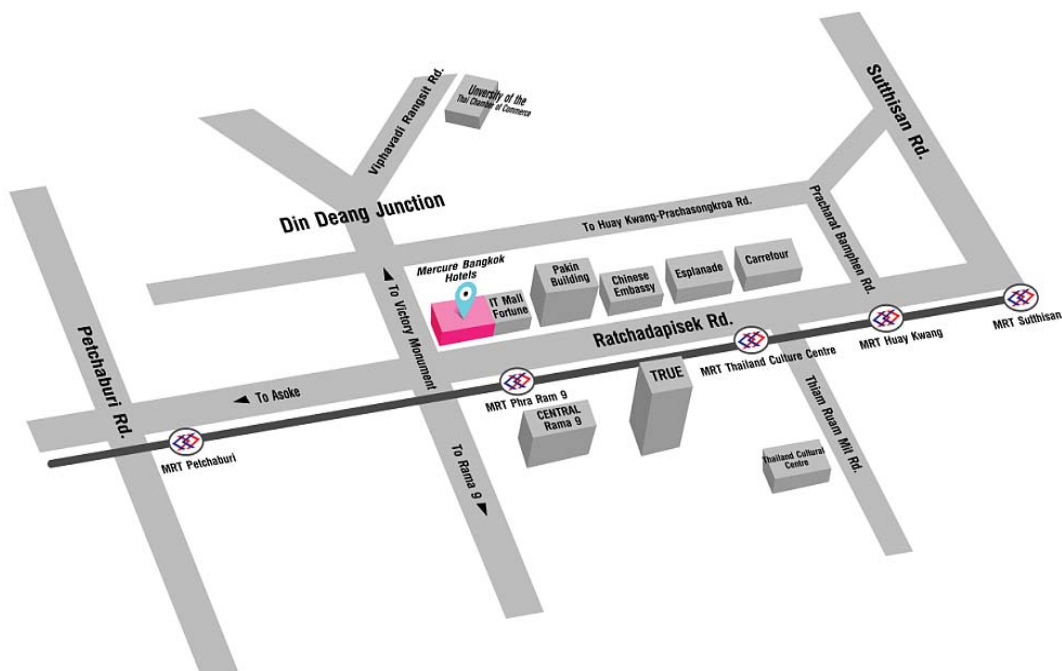 Sutthisan Rd.
Viphavadi Rangsit Rd.
Unversity of the
Thai Chamber of Commerce
Din Deang Junction
To Huay Kwang-Prachasongkroa Rd.
Pracharat Bamphen Rd.
Mercure Bangkok
Hotels
IT Mall
Fortune
Pakin
Building
Chinese
Embassy
Esplanade
Carrefour
To Victory Monument
Ratchadapisek Rd.
Petchaburi Rd.
To Asoke
MRT Petchaburi
MRT Phra Ram 9
MRT Thailand Culture Centre
MRT Huay Kwang
MRT Sutthisan
CENTRAL
Rama 9
TRUE
To Rama 9
Thailand Cultural
Centre
Thiam Ruam Mit Rd.